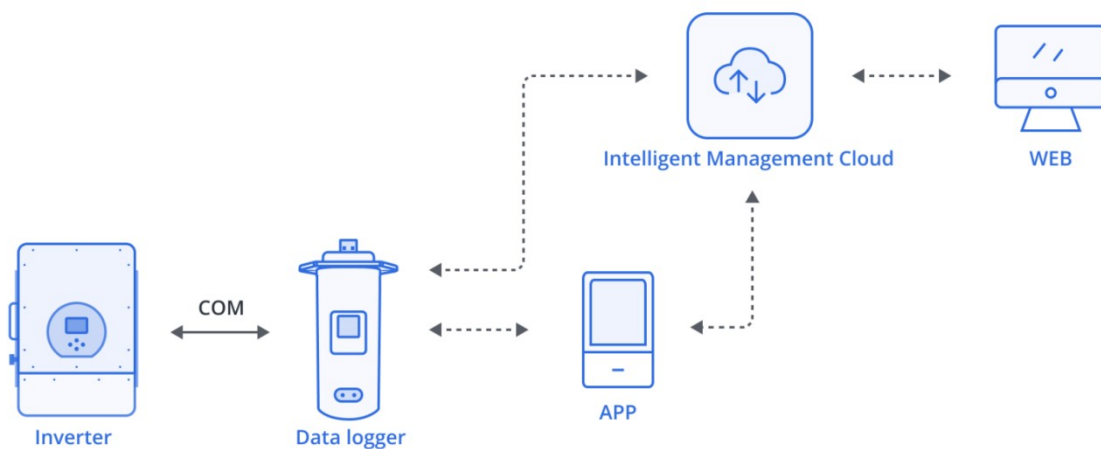 Intelligent Management Cloud
WEB
COM
APP
Inverter
Data logger